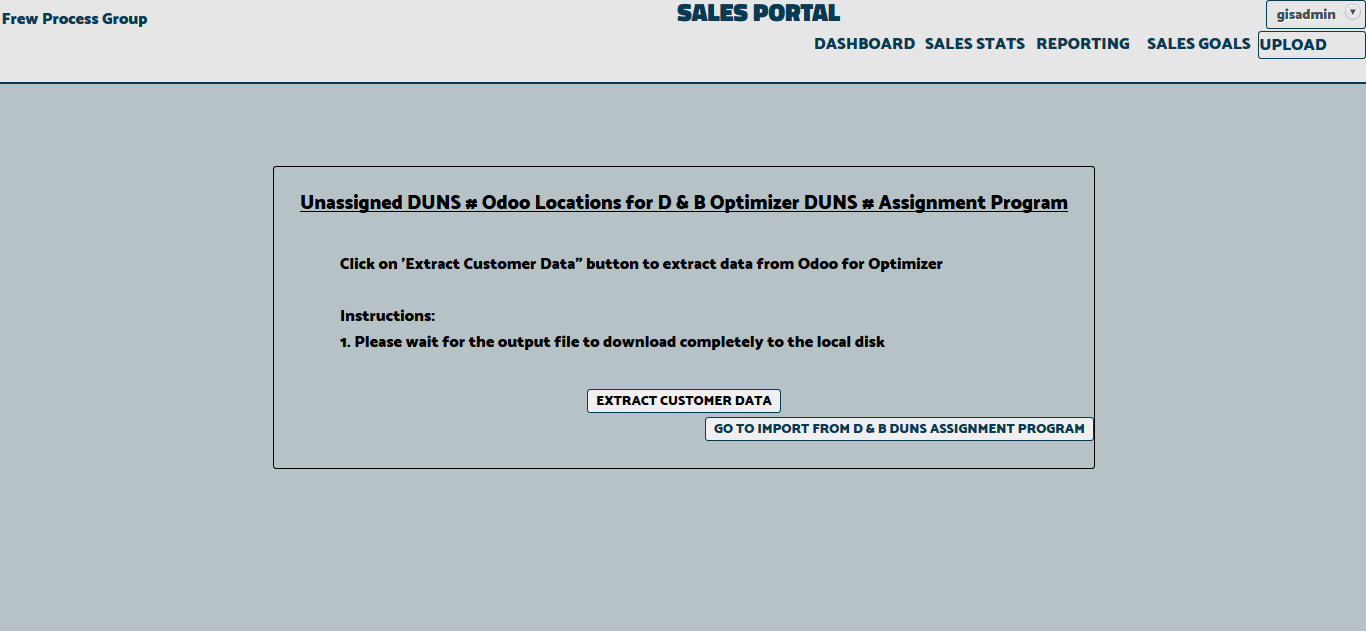 Frew Process Group
SALES PORTAL
gisadmin
DASHBOARD SALES STATS REPORTING SALES GOALS UPLOAD
Unassigned DUNS # Odoo Locations for D & B Optimizer DUNS # Assignment Program
Click on 'Extract Customer Data" button to extract data from Odoo for Optimizer
Instructions:
1. Please wait for the output file to download completely to the local disk
EXTRACT CUSTOMER DATA
GO TO IMPORT FROM D & B DUNS ASSIGNMENT PROGRAM